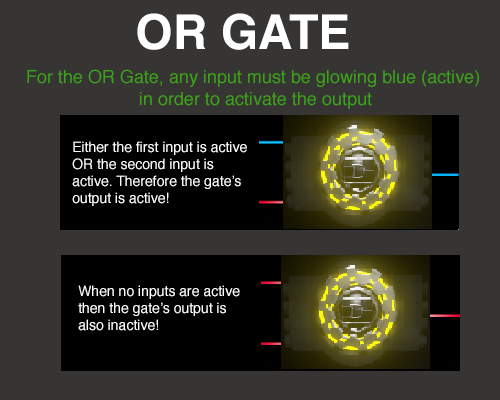 OR GATE
For the OR Gate, any input must be glowing blue (active)
in order to activate the output
Either the first input is active
OR the second input is
active. Therefore the gate's
output is active!
When no inputs are active
then the gate's output is
also inactive!